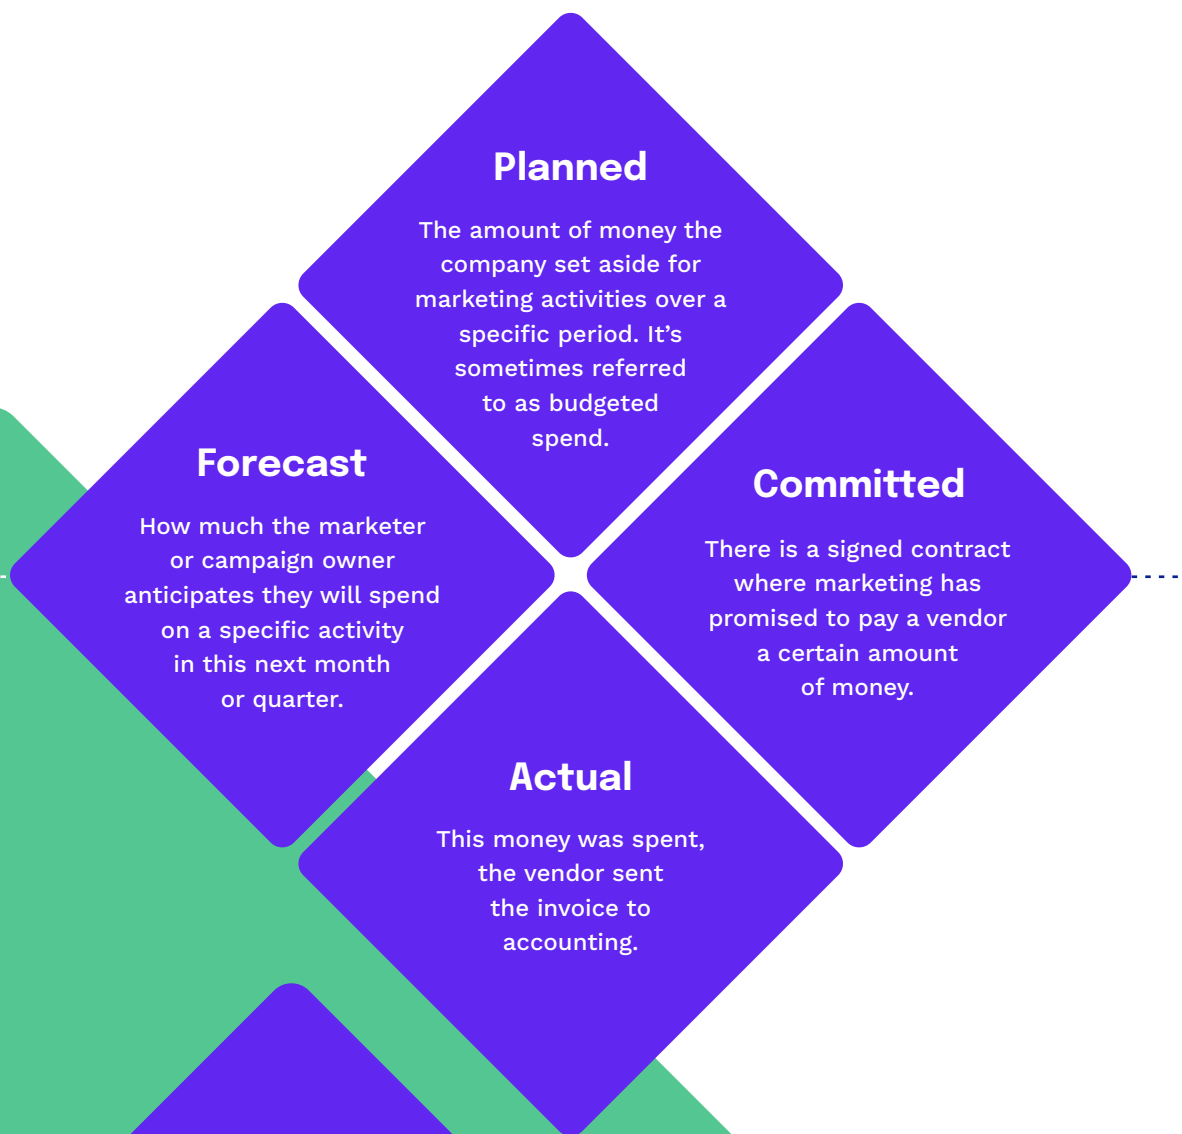 Planned
The amount of money the
company set aside for
marketing activities over a
specific period. It’s
sometimes referred
to as budgeted
spend.
Forecast
How much the marketer
or campaign owner
anticipates they will spend
on a specific activity
in this next month
or quarter.
Committed
There is a signed contract
where marketing has
promised to pay a vendor
a certain amount
of money.
Actual
This money was spent,
the vendor sent
the invoice to
accounting.